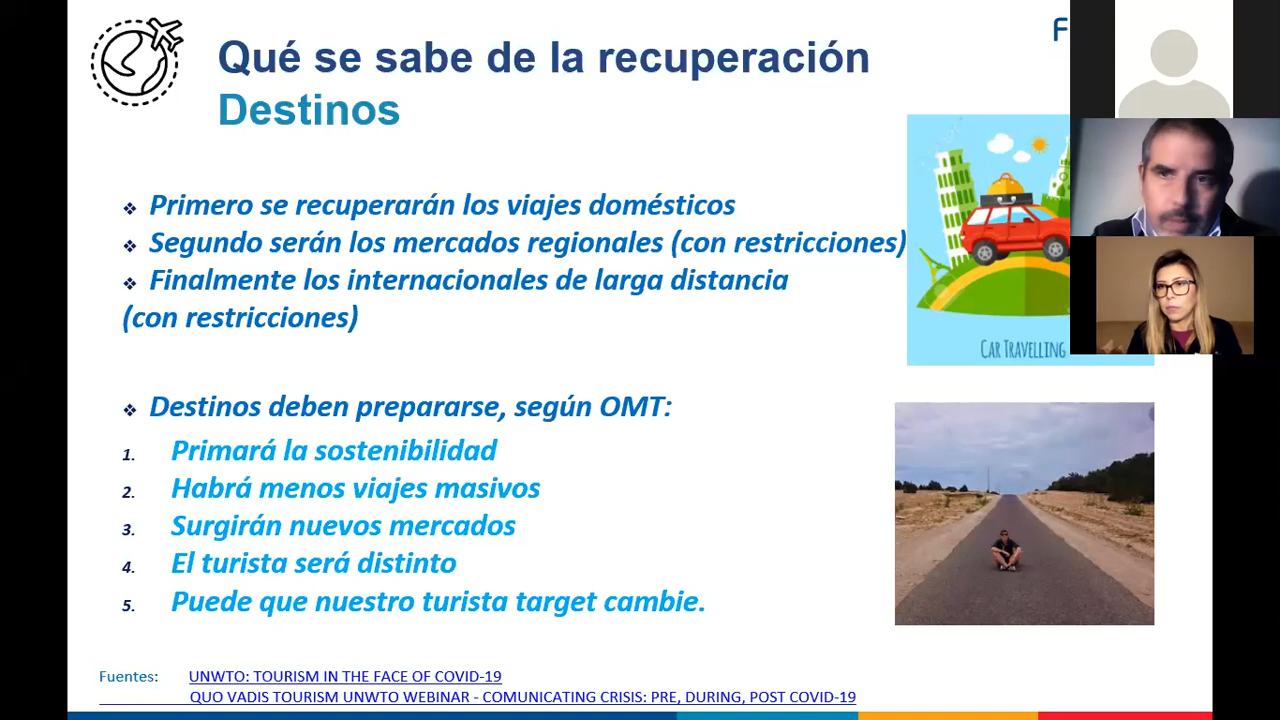 Qué se sabe de la recuperación
Destinos
F
❖ Primero se recuperarán los viajes domésticos
❖ Segundo serán los mercados regionales (con restricciones)
❖ Finalmente los internacionales de larga distancia
(con restricciones)
CAR TRAVELLING
❖ Destinos deben prepararse, según OMT:
1. Primará la sostenibilidad
2. Habrá menos viajes masivos
3. Surgirán nuevos mercados
4. El turista será distinto
5. Puede que nuestro turista target cambie.
Fuentes: UNWTO: TOURISM IN THE FACE OF COVID-19
QUO VADIS TOURISM UNWTO WEBINAR - COMUNICATING CRISIS: PRE, DURING, POST COVID-19